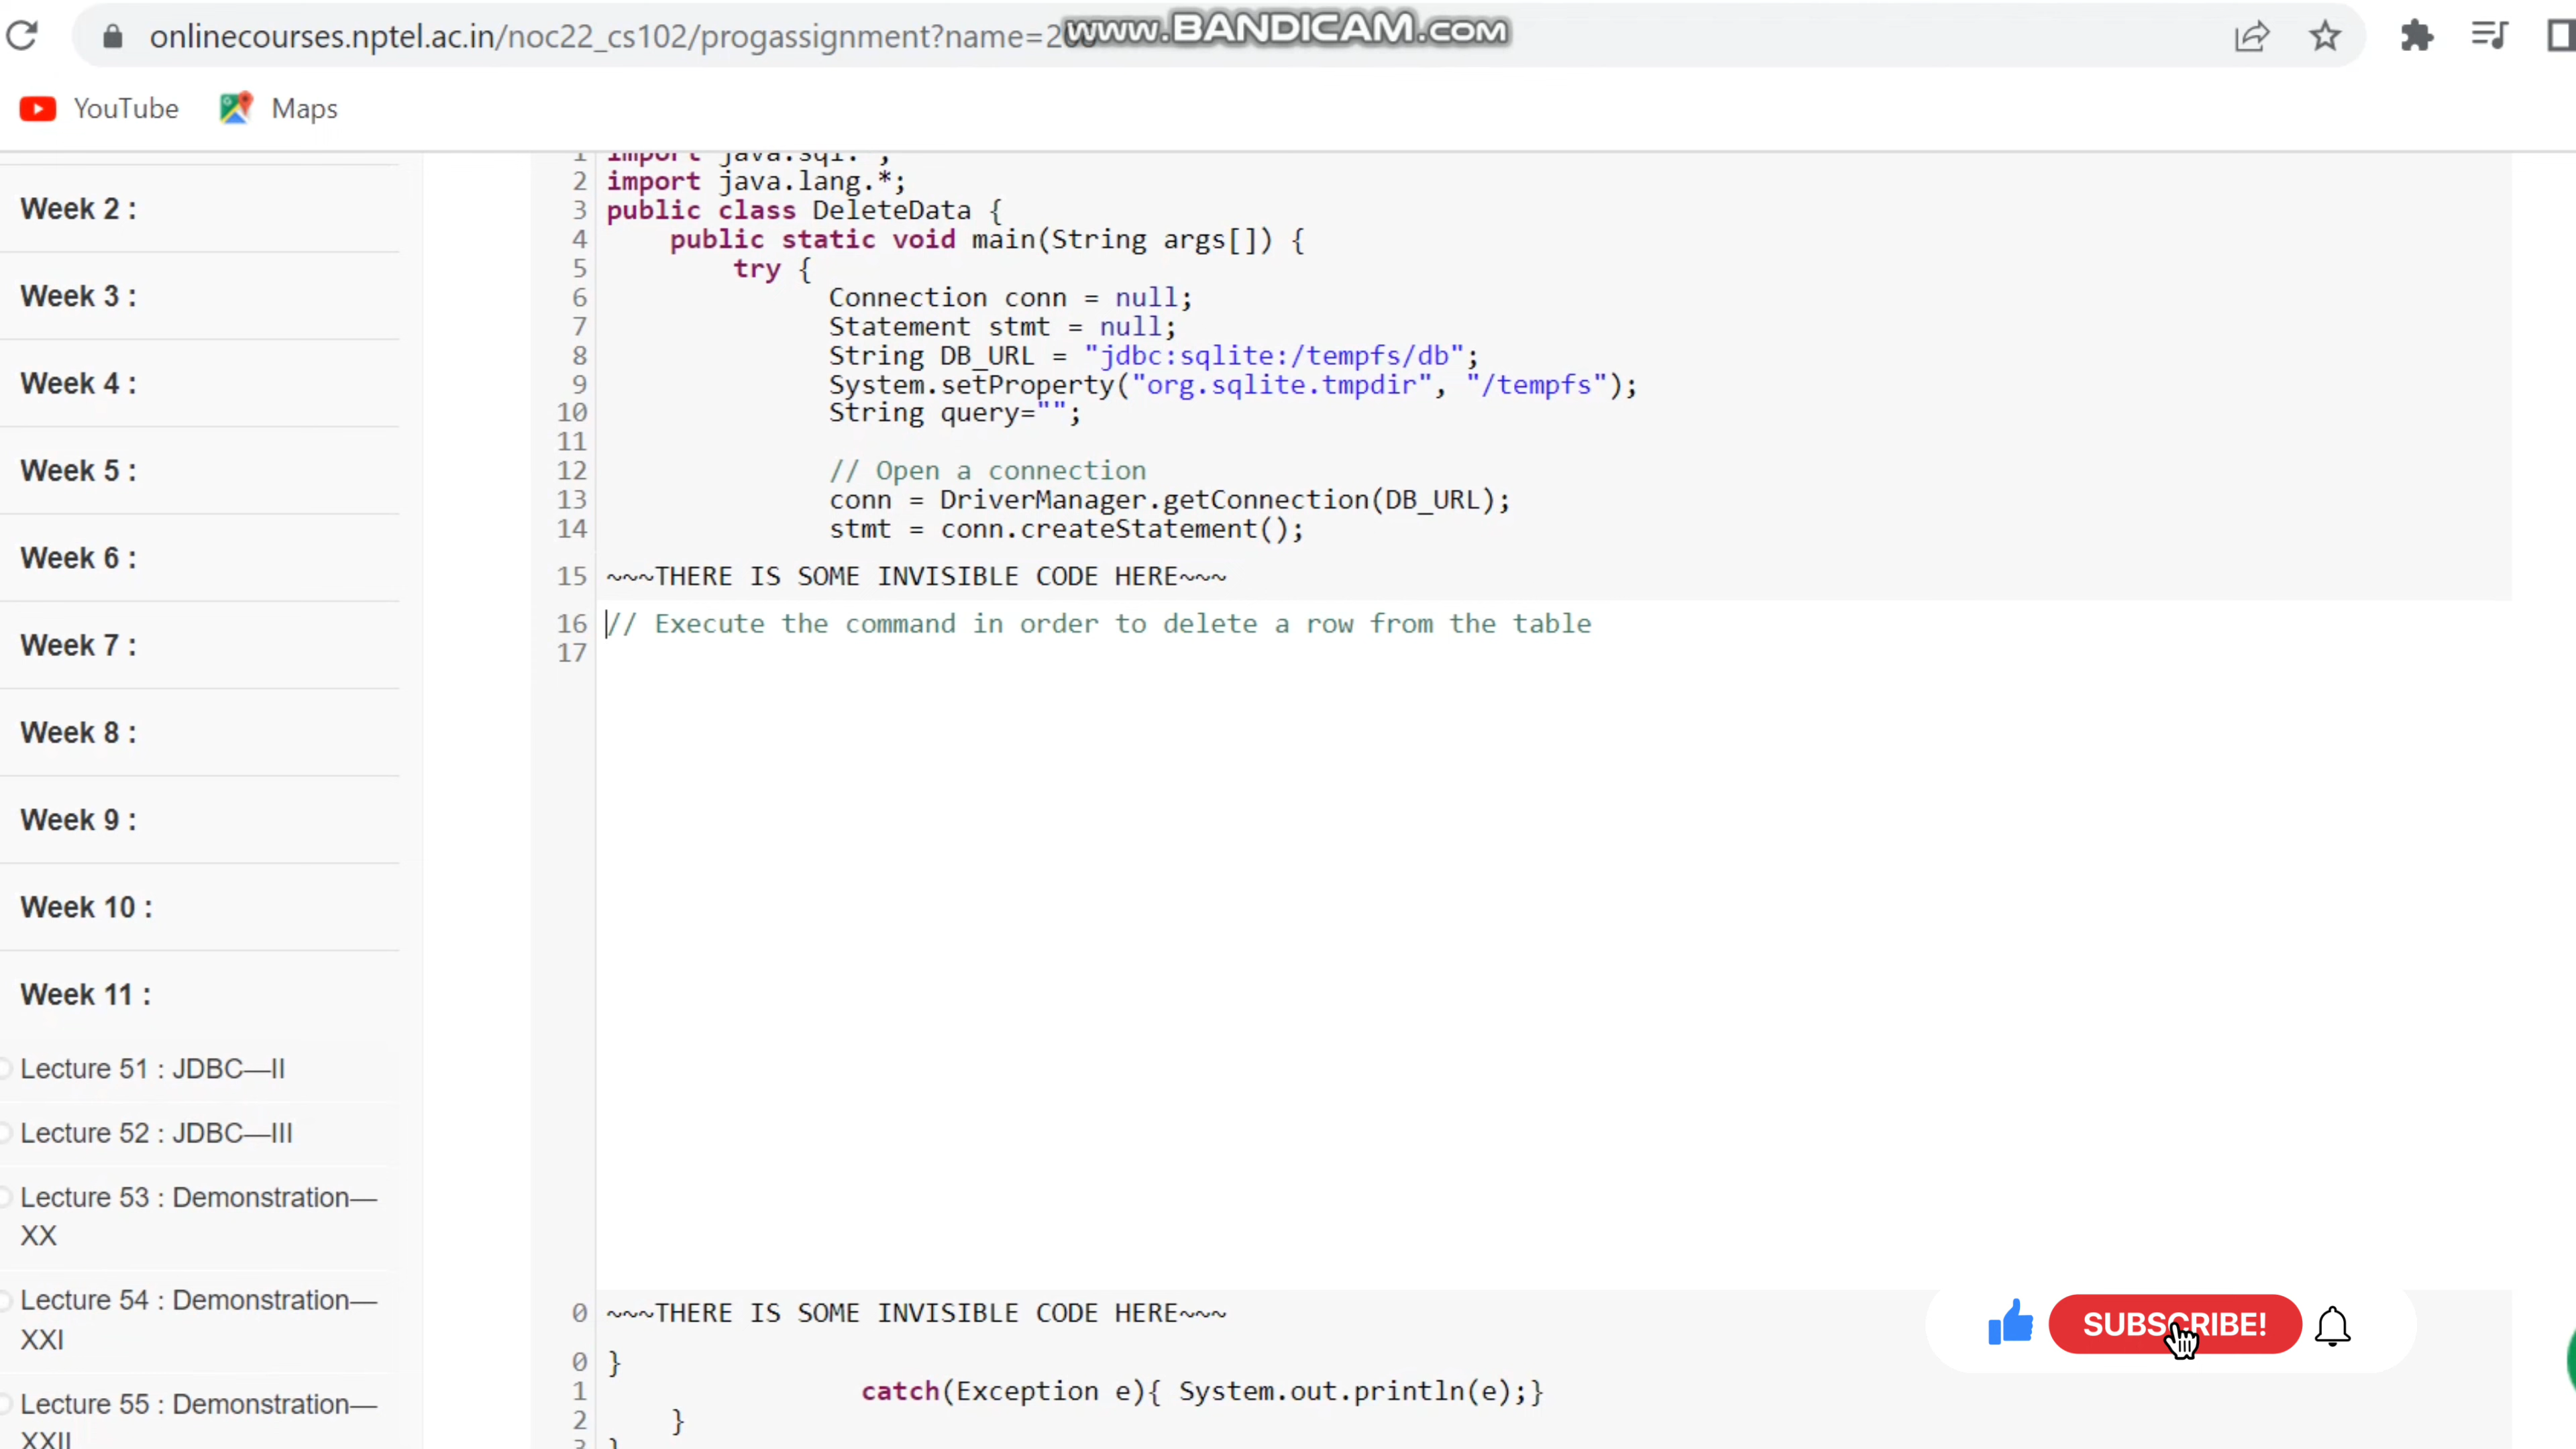 onlinecourses.nptel.ac.in/noc22_cs102/progassignment?name=2
www.BANDICAM.com
YouTube
Maps
Week 2 :
Week 3 :
Week 4 :
Week 5 :
Week 6 :
Week 7 :
Week 8 :
Week 9 :
Week 10 :
Week 11 :
Lecture 51 : JDBC—II
Lecture 52 : JDBC—III
Lecture 53 : Demonstration—
XX
Lecture 54 : Demonstration—
XXI
Lecture 55 : Demonstration—
XXII
1 import java.sql.*;
2 import java.lang.*;
3 public class DeleteData {
4 public static void main(String args[]) {
5 try {
6 Connection conn = null;
7 Statement stmt = null;
8 String DB_URL = "jdbc:sqlite:/tempfs/db";
9 System.setProperty("org.sqlite.tmpdir", "/tempfs");
10 String query="";
11
12 // Open a connection
13 conn = DriverManager.getConnection(DB_URL);
14 stmt = conn.createStatement();
15 ~~~THERE IS SOME INVISIBLE CODE HERE~~~
16 // Execute the command in order to delete a row from the table
17
0 ~~~THERE IS SOME INVISIBLE CODE HERE~~~
0 }
1 catch(Exception e){ System.out.println(e);}
2 }
3 }
SUBSCRIBE!